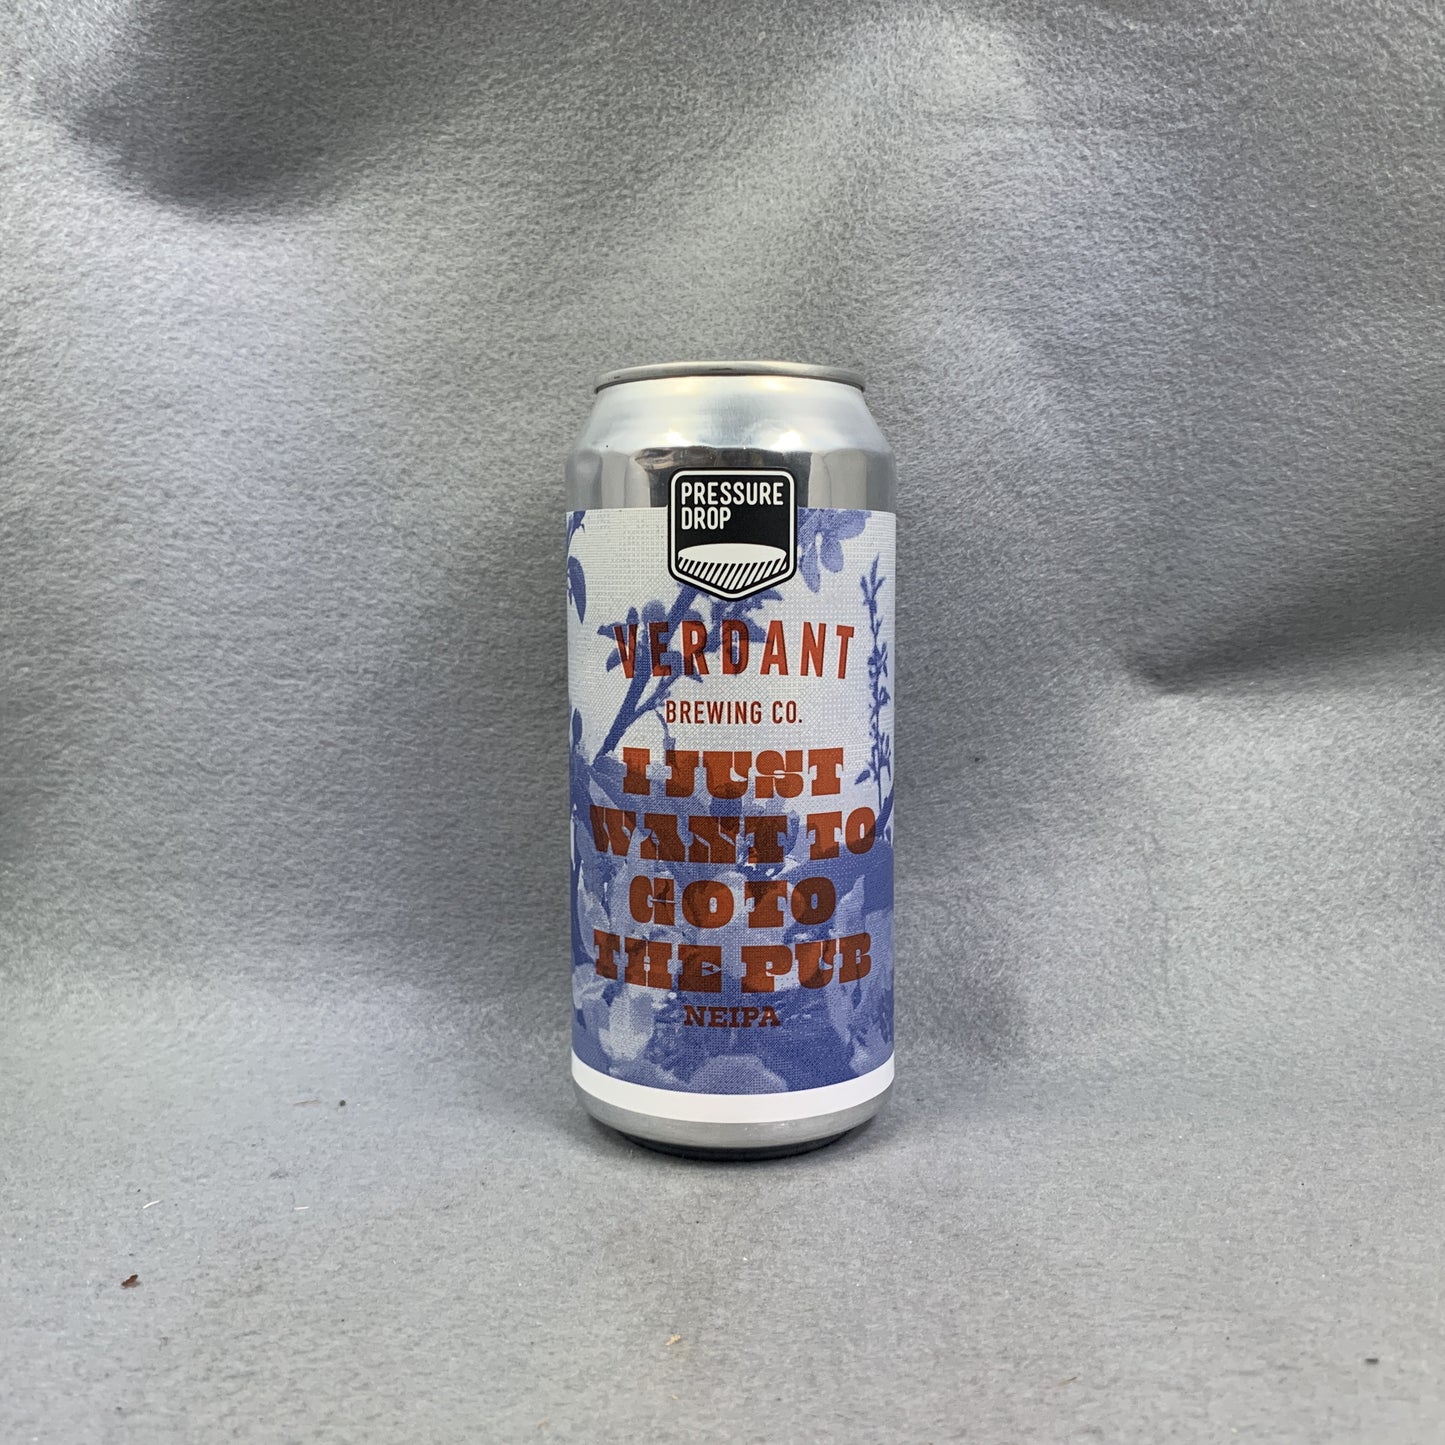 PRESSURE
DROP
VERDANT
BREWING CO.
I JUST
WANT TO
GO TO
THE PUB
NEIPA